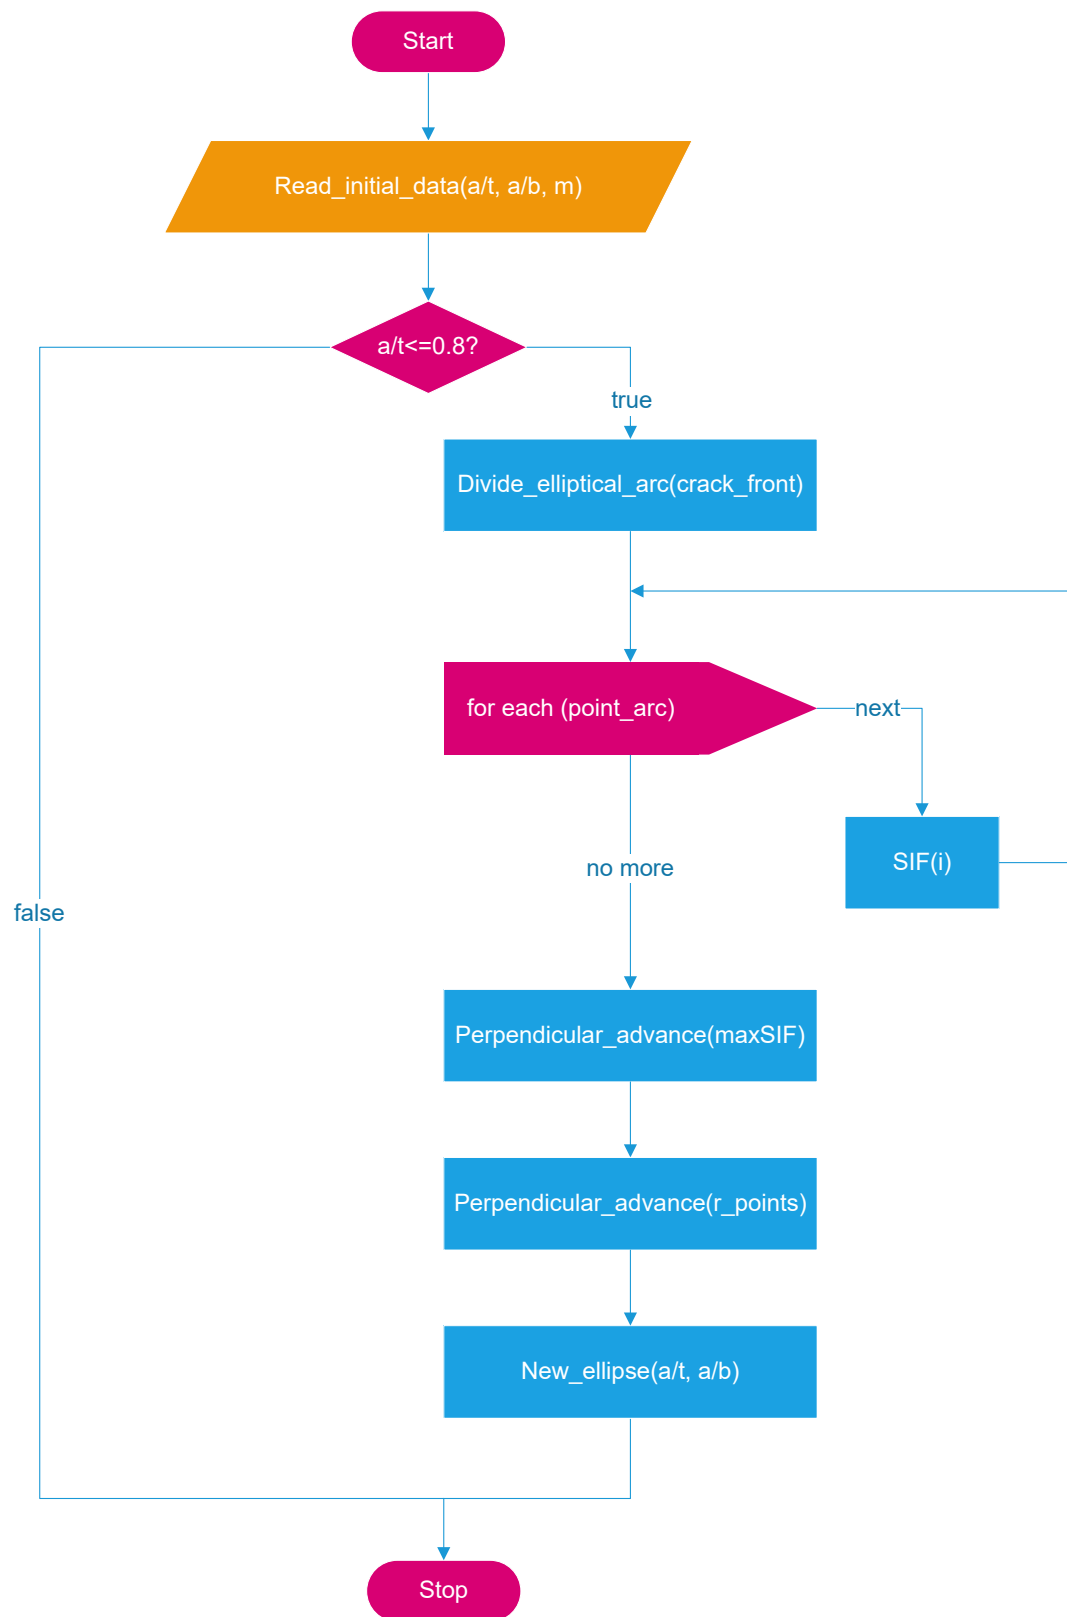 Start
Read_initial_data(a/t, a/b, m)
a/t<=0.8?
true
Divide_elliptical_arc(crack_front)
for each (point_arc)
next
SIF(i)
no more
false
Perpendicular_advance(maxSIF)
Perpendicular_advance(r_points)
New_ellipse(a/t, a/b)
Stop